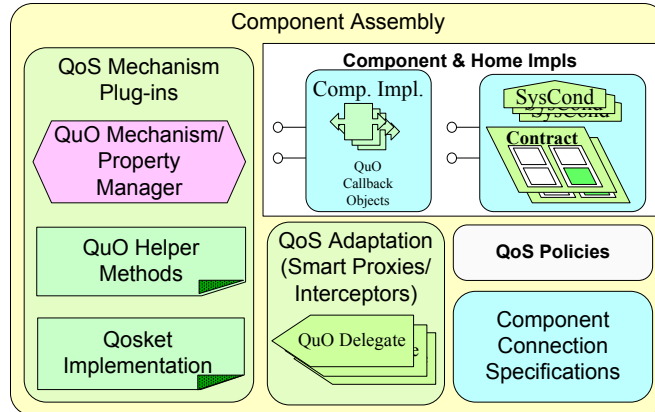 Component Assembly
QoS Mechanism
Plug-ins
QuO Mechanism/
Property
Manager
QuO Helper
Methods
Qosket
Implementation
Component & Home Impls
Comp. Impl.
QuO
Callback
Objects
SysCond
SysCond
Contract
QoS Adaptation
(Smart Proxies/
Interceptors)
QuO Delegate
QoS Policies
Component
Connection
Specifications